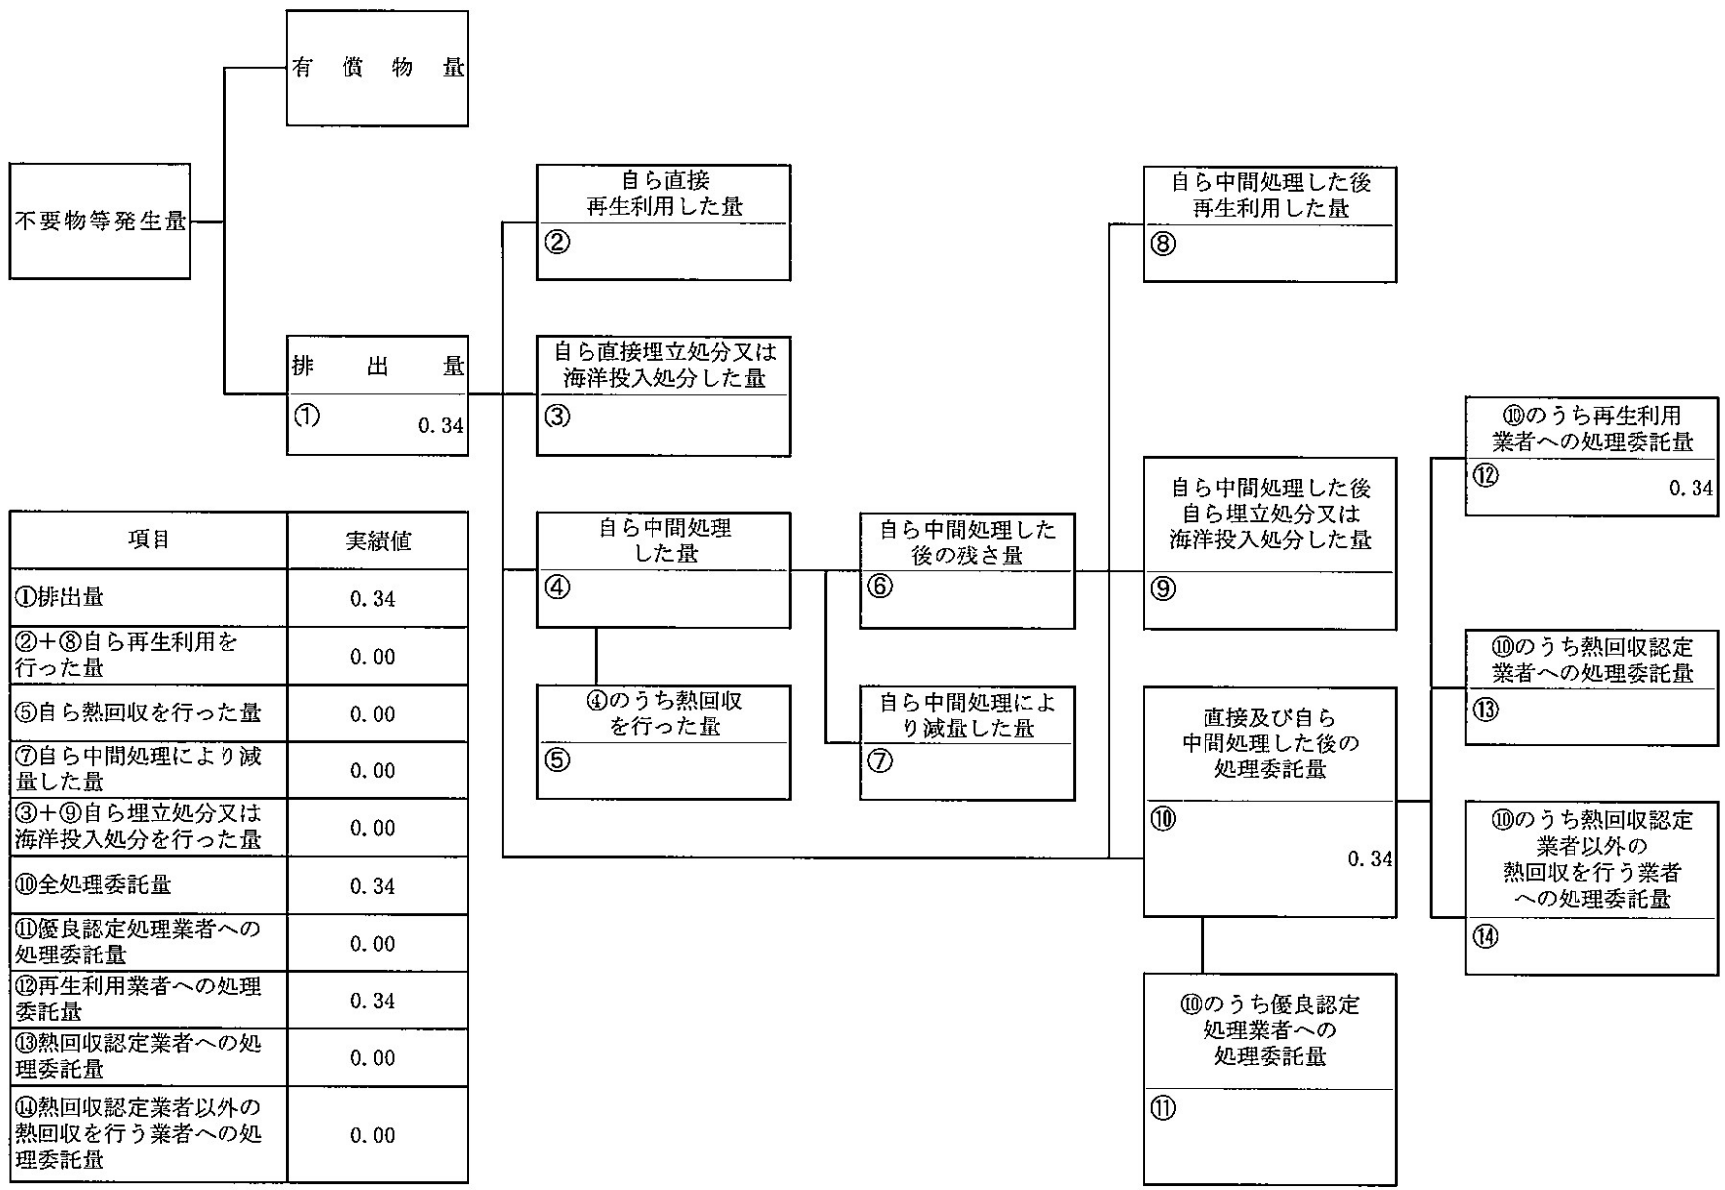 有償物量
不要物等発生量
排出量
①
0.34
自ら直接
再生利用した量
②
自ら直接埋立処分又は
海洋投入処分した量
③
自ら中間処理
した量
④
④のうち熱回収
を行った量
⑤
自ら中間処理した
後の残さ量
⑥
自ら中間処理によ
り減量した量
⑦
自ら中間処理した後
再生利用した量
⑧
自ら中間処理した後
自ら埋立処分又は
海洋投入処分した量
⑨
直接及び自ら
中間処理した後の
処理委託量
⑩
0.34
⑩のうち優良認定
処理業者への
処理委託量
⑪
⑩のうち再生利用
業者への処理委託量
⑫
0.34
⑩のうち熱回収認定
業者への処理委託量
⑬
⑩のうち熱回収認定
業者以外の
熱回収を行う業者
への処理委託量
⑭
項目 実績値
①排出量 0.34
②+⑧自ら再生利用を
行った量 0.00
⑤自ら熱回収を行った量 0.00
⑦自ら中間処理により減
量した量 0.00
③+⑨自ら埋立処分又は
海洋投入処分を行った量 0.00
⑩全処理委託量 0.34
⑪優良認定処理業者への
処理委託量 0.00
⑫再生利用業者への処理
委託量 0.34
⑬熱回収認定業者への処
理委託量 0.00
⑭熱回収認定業者以外の
熱回収を行う業者への処
理委託量 0.00